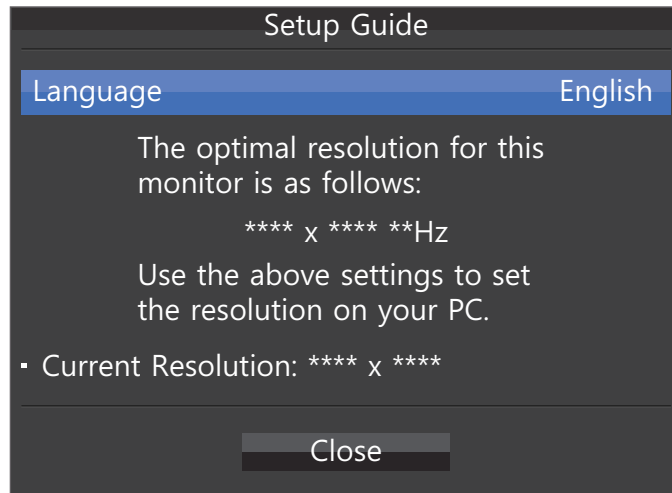 Setup Guide
Language English
The optimal resolution for this
monitor is as follows:
**** x **** **Hz
Use the above settings to set
the resolution on your PC.
Current Resolution: **** x ****
Close